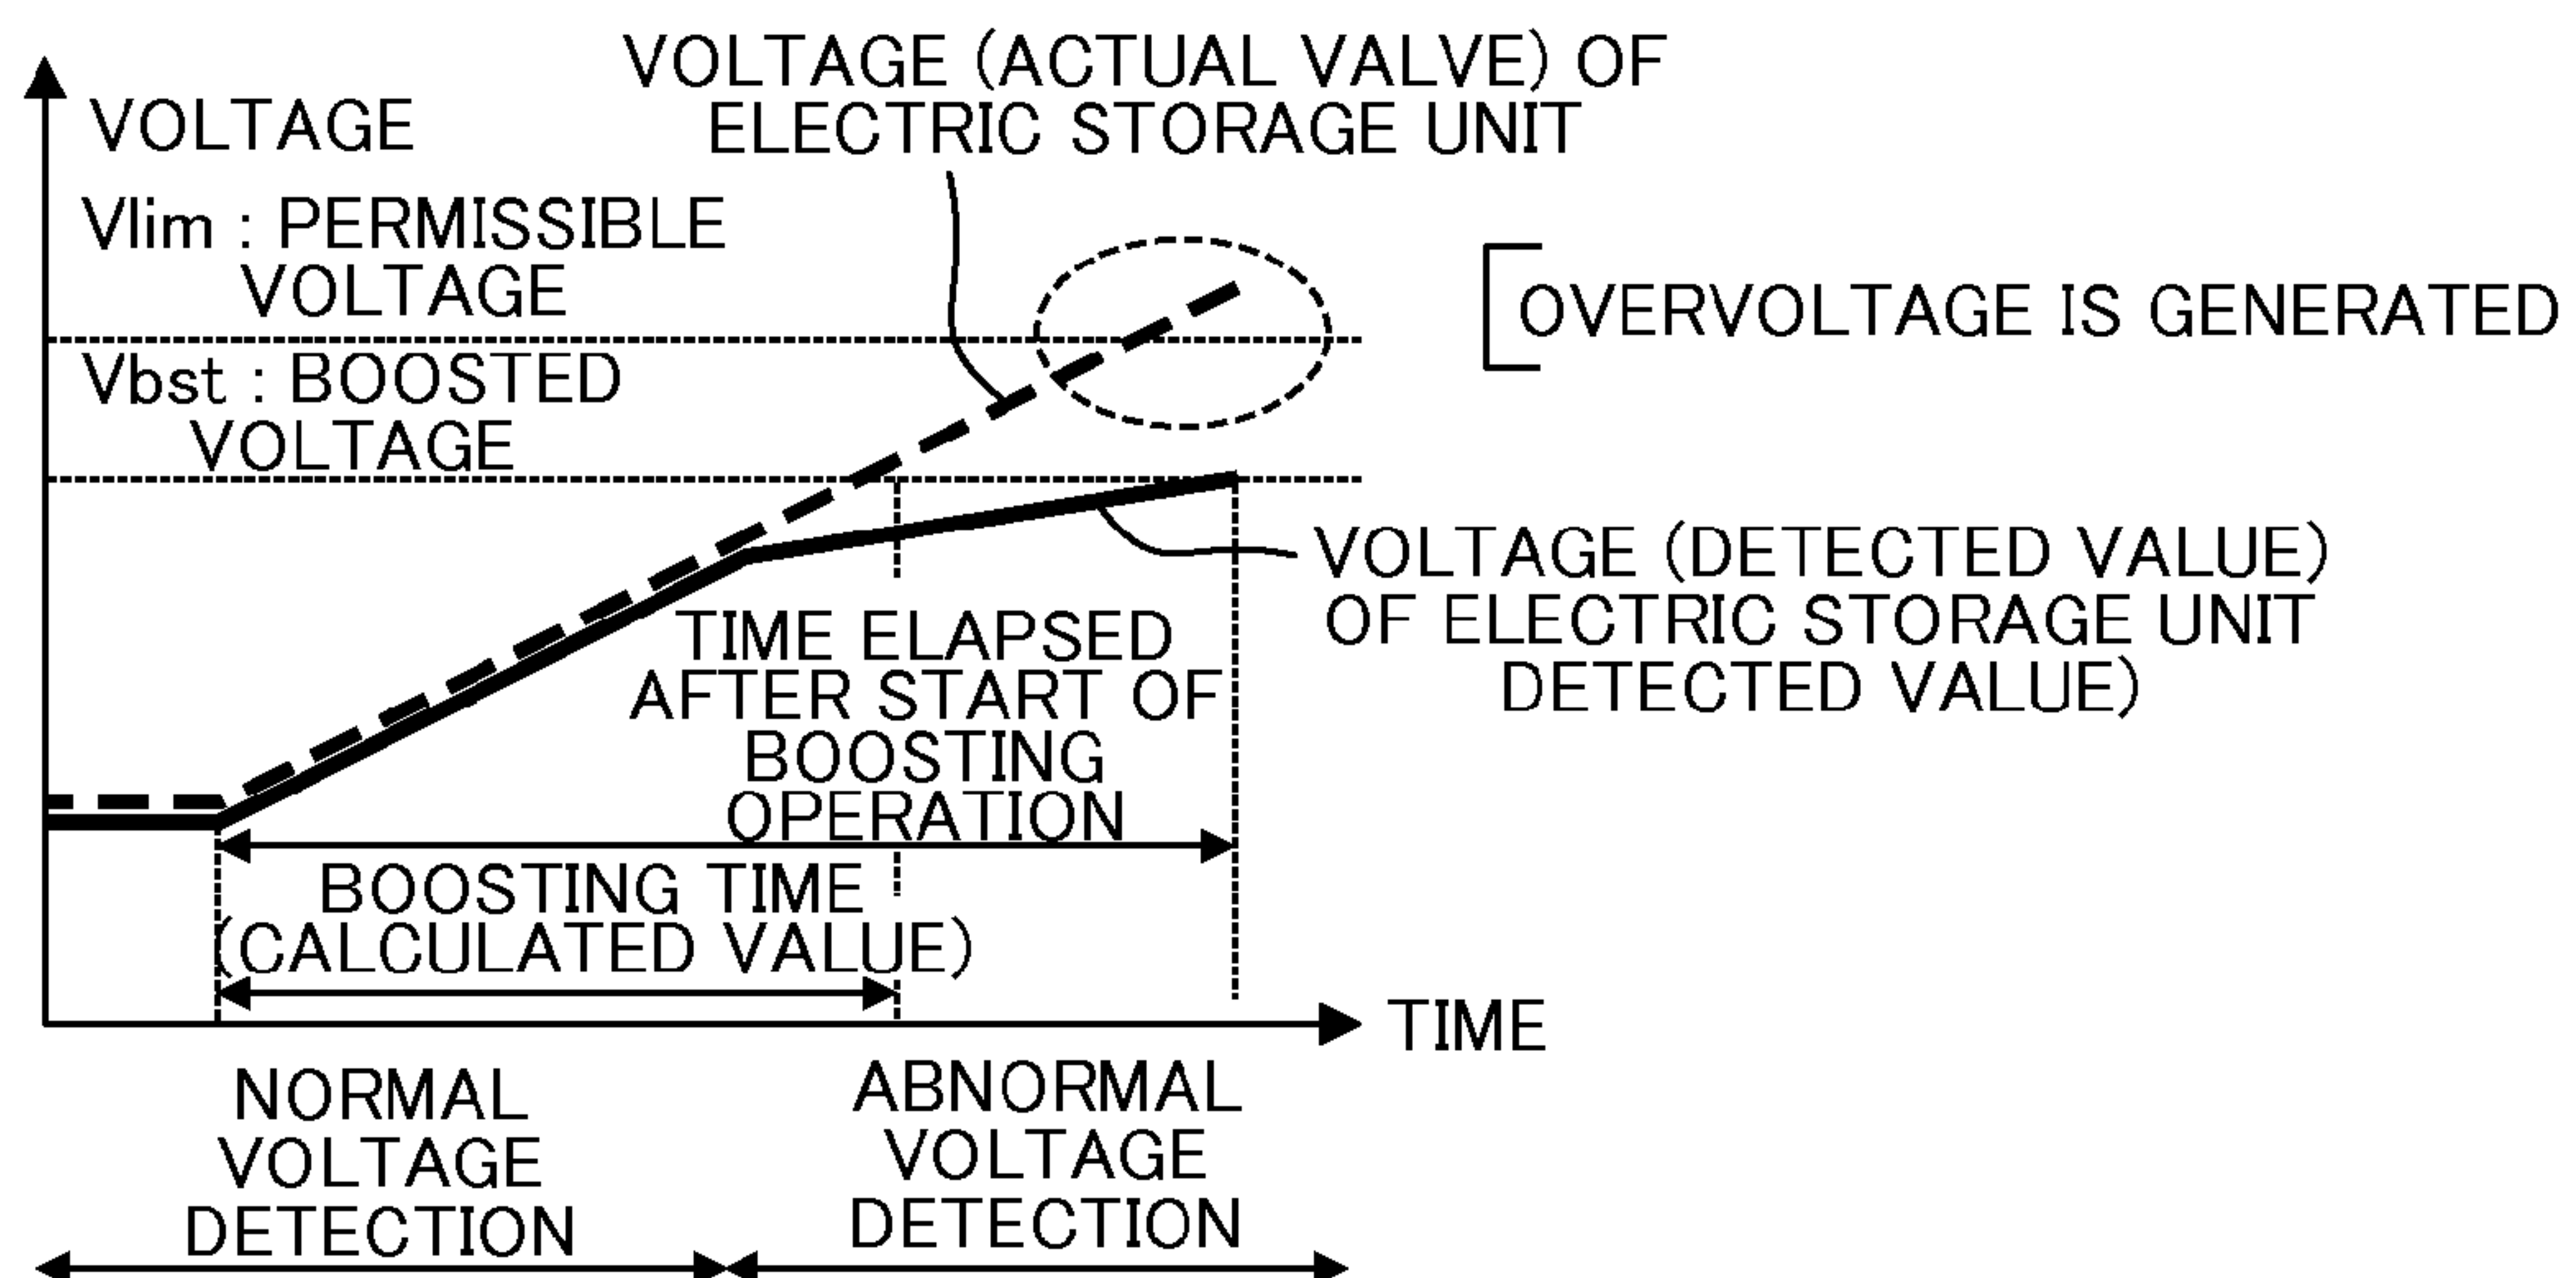 VOLTAGE (ACTUAL VALVE) OF
ELECTRIC STORAGE UNIT
VOLTAGE
Vlim : PERMISSIBLE
VOLTAGE
OVERVOLTAGE IS GENERATED
Vbst : BOOSTED
VOLTAGE
VOLTAGE (DETECTED VALUE)
OF ELECTRIC STORAGE UNIT
DETECTED VALUE)
TIME ELAPSED
AFTER START OF
BOOSTING
OPERATION
BOOSTING TIME
(CALCULATED VALUE)
TIME
NORMAL
VOLTAGE
DETECTION
ABNORMAL
VOLTAGE
DETECTION